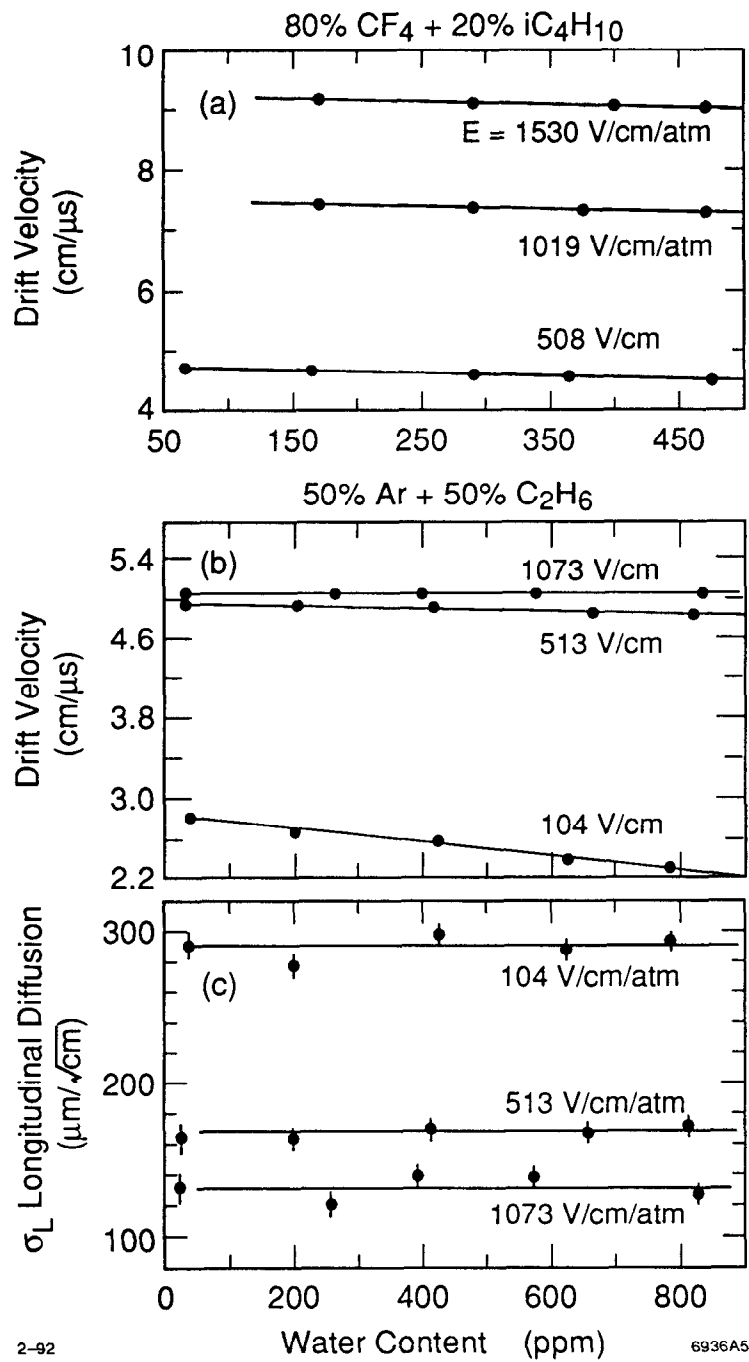 80% CF4 + 20% iC4H10
(a)
Drift Velocity
(cm/μs)
10
8
6
4
E = 1530 V/cm/atm
1019 V/cm/atm
508 V/cm
50 150 250 350 450
50% Ar + 50% C2H6
(b)
Drift Velocity
(cm/μs)
5.4
4.6
3.8
3.0
2.2
1073 V/cm
513 V/cm
104 V/cm
(c)
σL Longitudinal Diffusion
(μm/√cm)
300
200
100
104 V/cm/atm
513 V/cm/atm
1073 V/cm/atm
0 200 400 600 800
Water Content (ppm)
2–92
6936A5